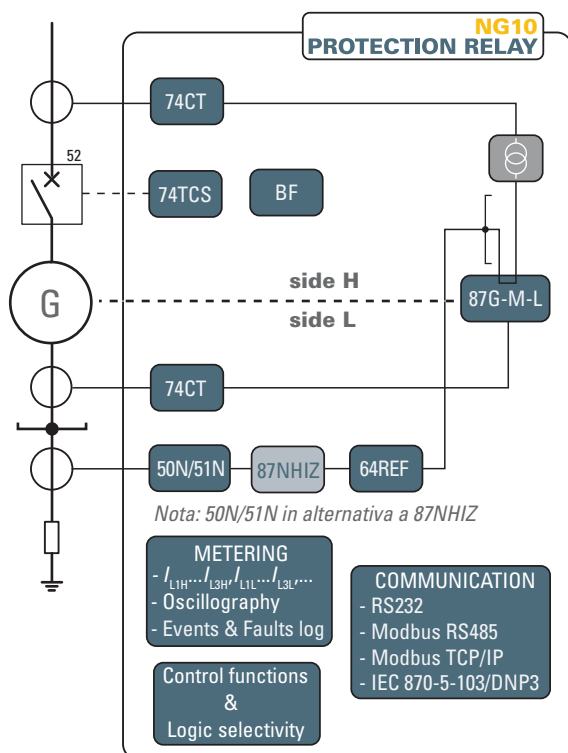 NG10
PROTECTION RELAY
74CT
52
74TCS
BF
side H
G
87G-M-L
side L
74CT
50N/51N
87NHIZ
64REF
Nota: 50N/51N in alternativa a 87NHIZ
METERING
- IL1H...IL3H, IL1L...IL3L,...
- Oscillography
- Events & Faults log
COMMUNICATION
- RS232
- Modbus RS485
- Modbus TCP/IP
- IEC 870-5-103/DNP3
Control functions
&
Logic selectivity